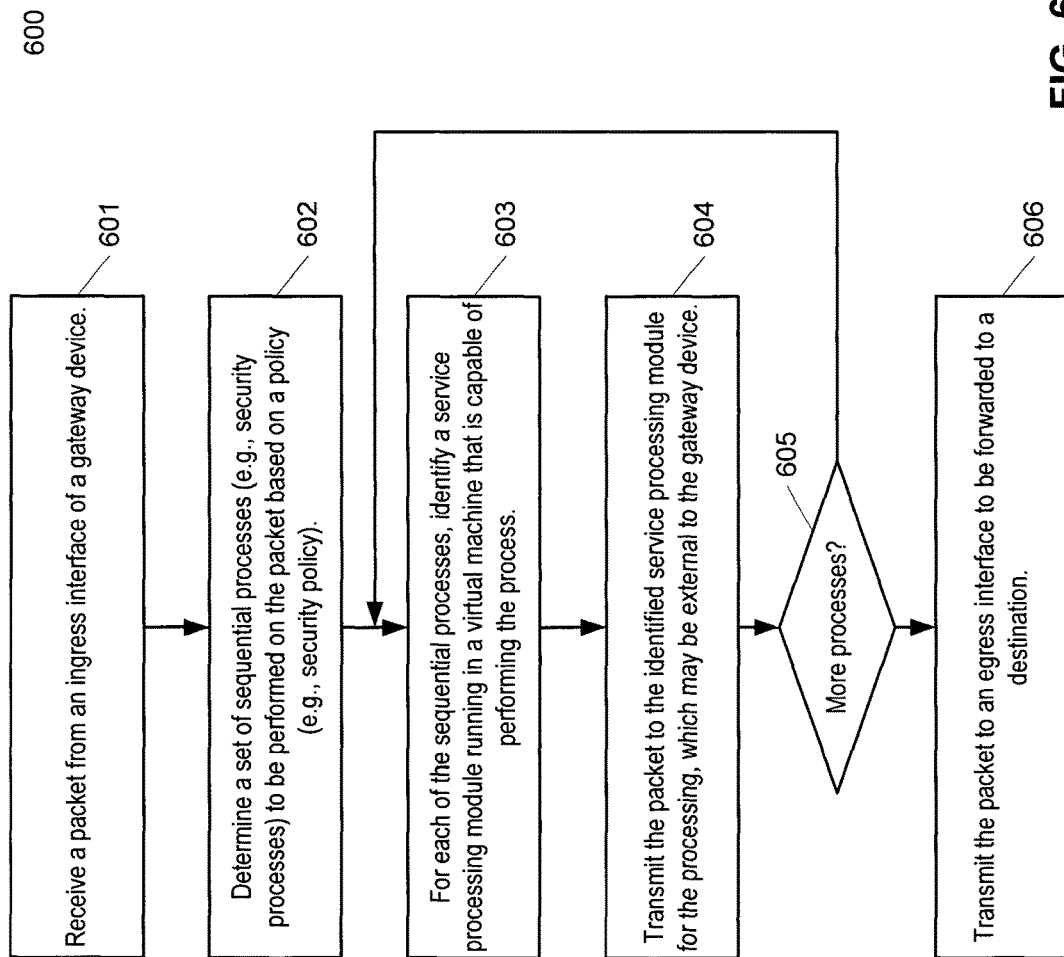 600
Receive a packet from an ingress interface of a gateway device.
601
Determine a set of sequential processes (e.g., security
processes) to be performed on the packet based on a policy
(e.g., security policy).
602
For each of the sequential processes, identify a service
processing module running in a virtual machine that is capable of
performing the process.
603
Transmit the packet to the identified service processing module
for the processing, which may be external to the gateway device.
604
More processes?
605
Transmit the packet to an egress interface to be forwarded to a
destination.
606
FIG. 6